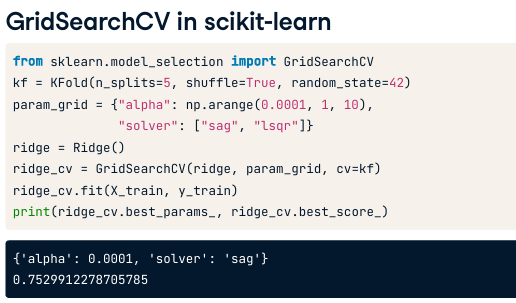 GridSearchCV in scikit-learn
from sklearn.model_selection import GridSearchCV
kf = KFold(n_splits=5, shuffle=True, random_state=42)
param_grid = {"alpha": np.arange(0.0001, 1, 10),
              "solver": ["sag", "lsqr"]}
ridge = Ridge()
ridge_cv = GridSearchCV(ridge, param_grid, cv=kf)
ridge_cv.fit(X_train, y_train)
print(ridge_cv.best_params_, ridge_cv.best_score_)
{'alpha': 0.0001, 'solver': 'sag'}
0.7529912278705785